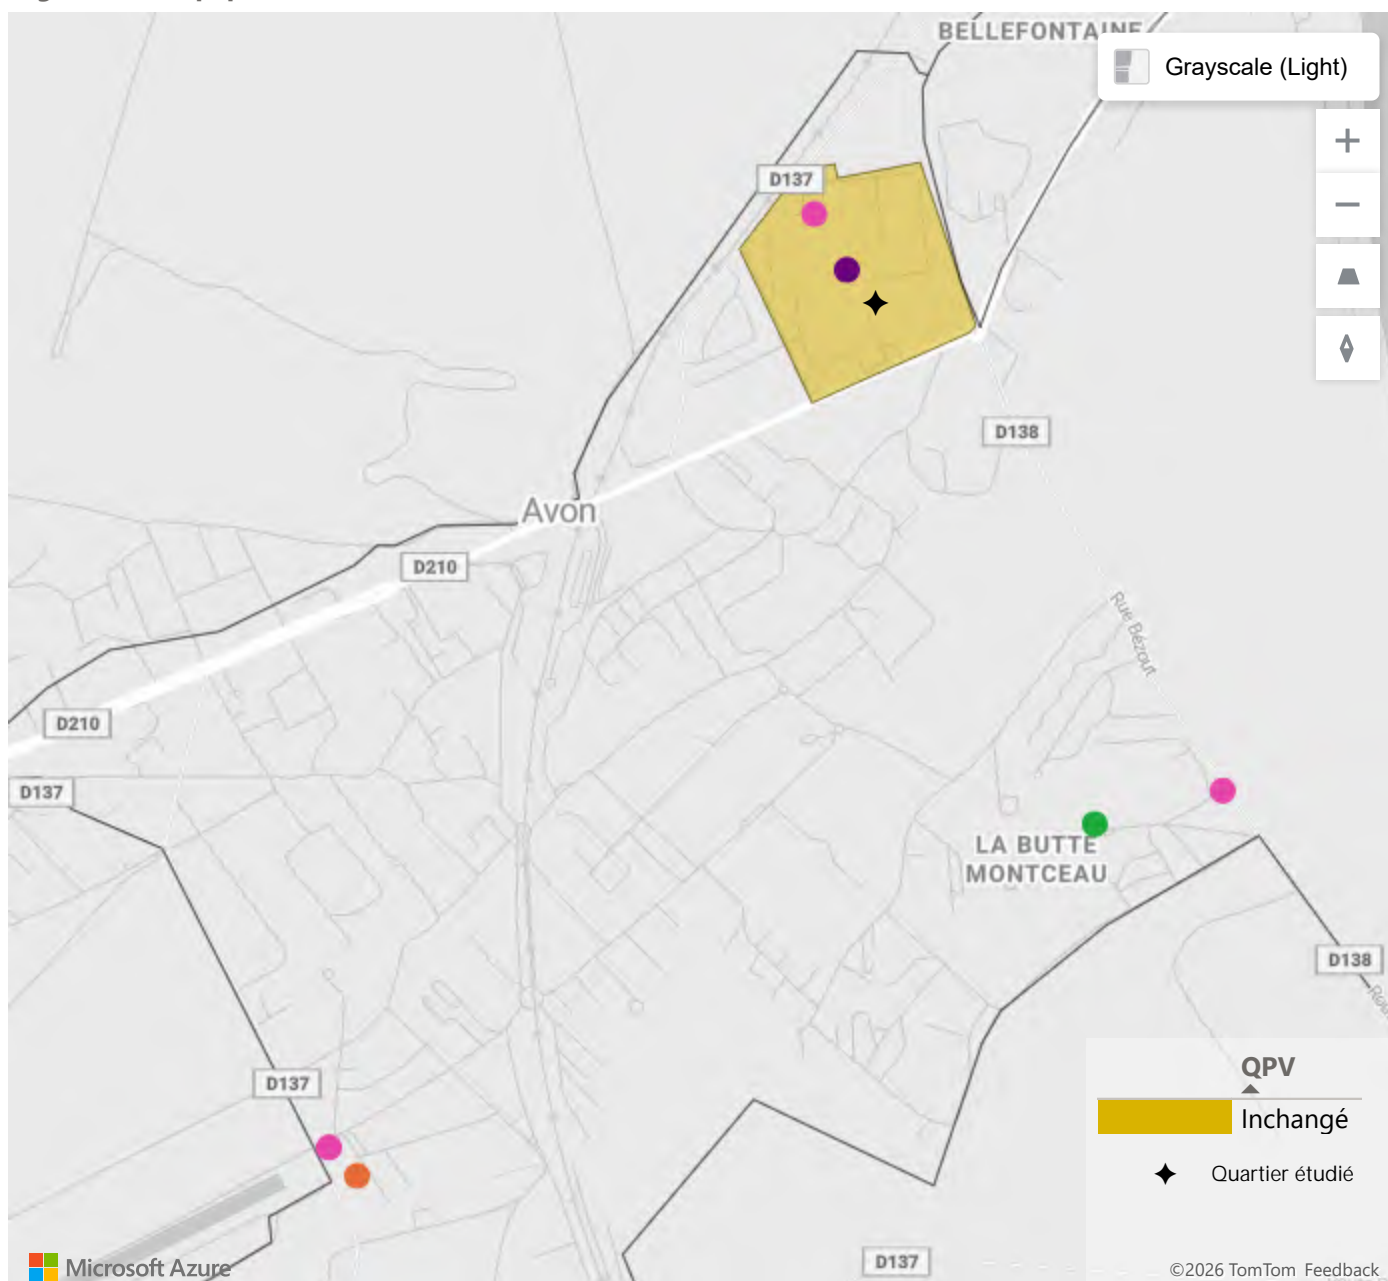 BELLEFONTAINE
Grayscale (Light)
D137
D138
Avon
D210
Rue Bézout
D210
D137
LA BUTTE
MONTCEAU
D138
D137
QPV
Inchangé
Quartier étudié
D137
Microsoft Azure
©2026 TomTom Feedback